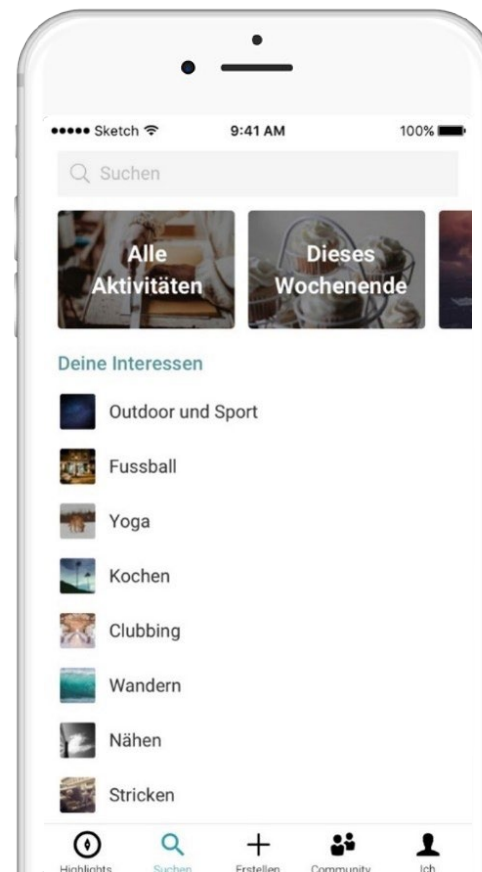 ●●●●● Sketch 9:41 AM 100%
Suchen
Alle
Aktivitäten
Dieses
Wochenende
Deine Interessen
Outdoor und Sport
Fussball
Yoga
Kochen
Clubbing
Wandern
Nähen
Stricken
Highlights Suchen Erstellen Community Ich